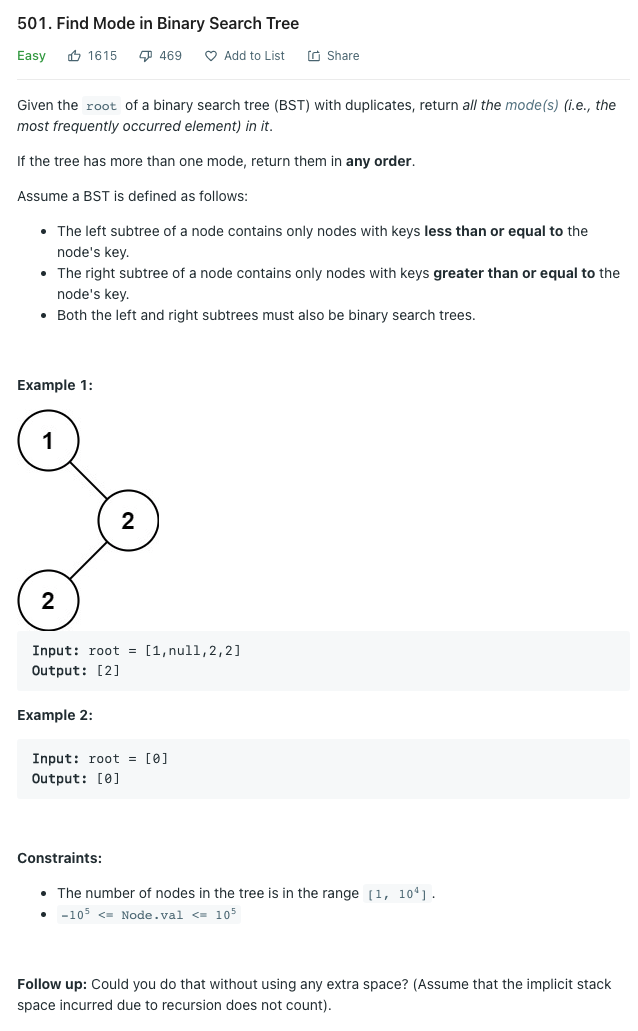 501. Find Mode in Binary Search Tree
Easy 1615 469 Add to List Share
Given the root of a binary search tree (BST) with duplicates, return all the mode(s) (i.e., the
most frequently occurred element) in it.
If the tree has more than one mode, return them in any order.
Assume a BST is defined as follows:
• The left subtree of a node contains only nodes with keys less than or equal to the
node's key.
• The right subtree of a node contains only nodes with keys greater than or equal to the
node's key.
• Both the left and right subtrees must also be binary search trees.
Example 1:
1
2
2
Input: root = [1,null,2,2]
Output: [2]
Example 2:
Input: root = [0]
Output: [0]
Constraints:
• The number of nodes in the tree is in the range [1, 10⁴].
• -10⁵ <= Node.val <= 10⁵
Follow up: Could you do that without using any extra space? (Assume that the implicit stack
space incurred due to recursion does not count).